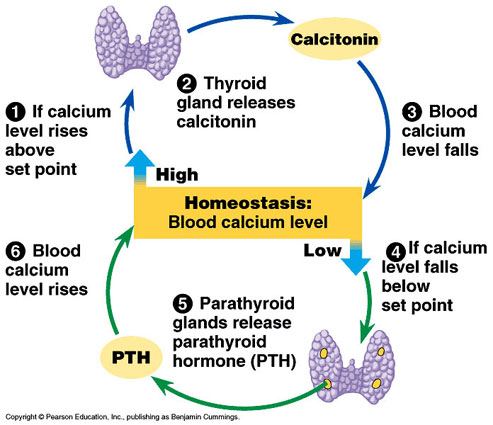 Calcitonin
❶ If calcium
level rises
above
set point
❷ Thyroid
gland releases
calcitonin
❸ Blood
calcium
level falls
High
Homeostasis:
Blood calcium level
Low
❹ If calcium
level falls
below
set point
❺ Parathyroid
glands release
parathyroid
hormone (PTH)
❻ Blood
calcium
level rises
PTH
Copyright © Pearson Education, Inc., publishing as Benjamin Cummings.